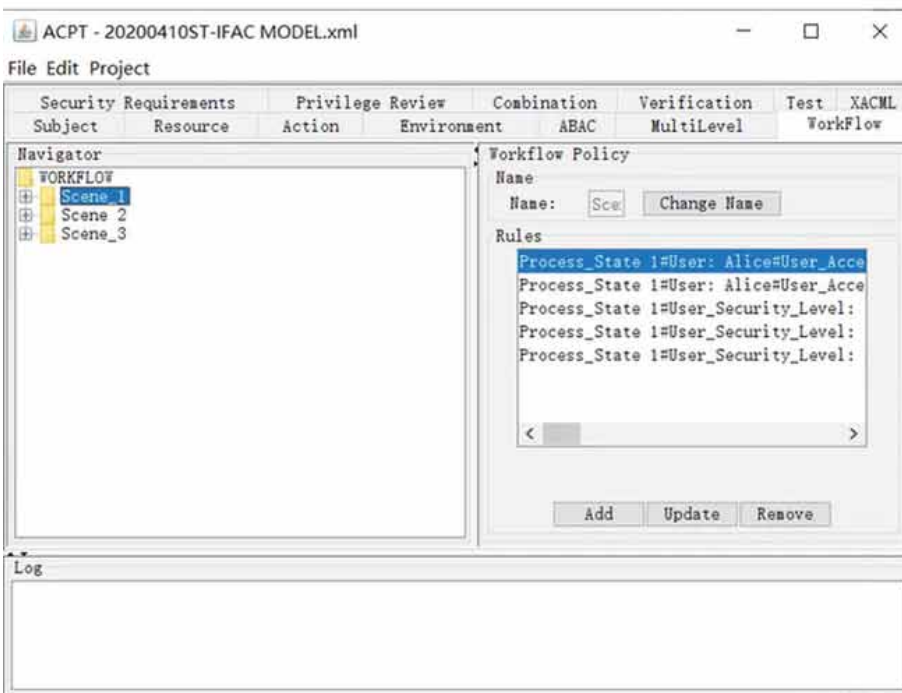 ACPT - 20200410ST-IFAC MODEL.xml
File Edit Project
Security Requirements Privilege Review Combination Verification Test XACML
Subject Resource Action Environment ABAC MultiLevel WorkFlow
Navigator
WORKFLOW
Scene_1
Scene 2
Scene_3
Workflow Policy
Name
Name: Sce Change Name
Rules
Process_State 1#User: Alice#User_Acce
Process_State 1#User: Alice#User_Acce
Process_State 1#User_Security_Level:
Process_State 1#User_Security_Level:
Process_State 1#User_Security_Level:
Add Update Remove
Log